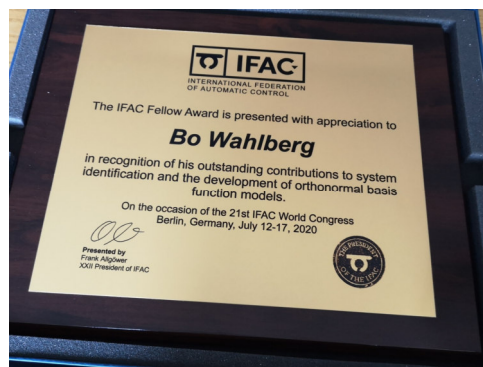 IFAC
INTERNATIONAL FEDERATION
OF AUTOMATIC CONTROL
The IFAC Fellow Award is presented with appreciation to
Bo Wahlberg
in recognition of his outstanding contributions to system
identification and the development of orthonormal basis
function models.
On the occasion of the 21st IFAC World Congress
Berlin, Germany, July 12-17, 2020
Presented by
Frank Allgöwer
XXII President of IFAC
THE PRESIDENT
OF THE IFAC